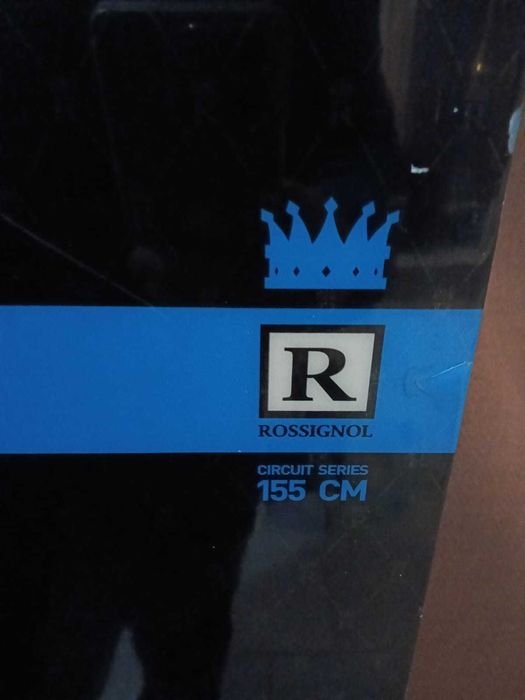 R
ROSSIGNOL
CIRCUIT SERIES
155 CM